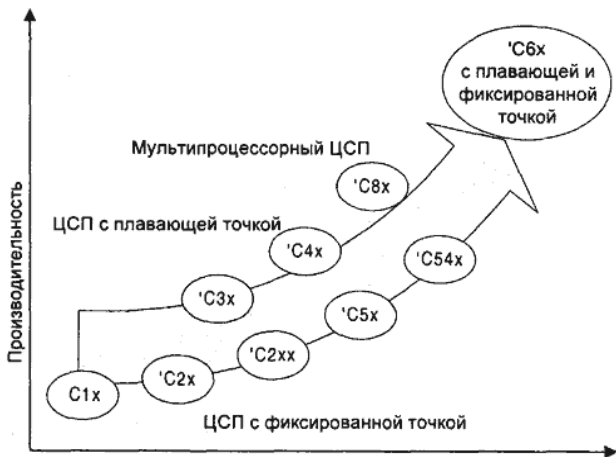 Производительность
'C6x
с плавающей и
фиксированной
точкой
Мультипроцессорный ЦСП
'C8x
ЦСП с плавающей точкой
'C4x
'C54x
'C3x
'C5x
'C2xx
'C2x
C1x
ЦСП с фиксированной точкой